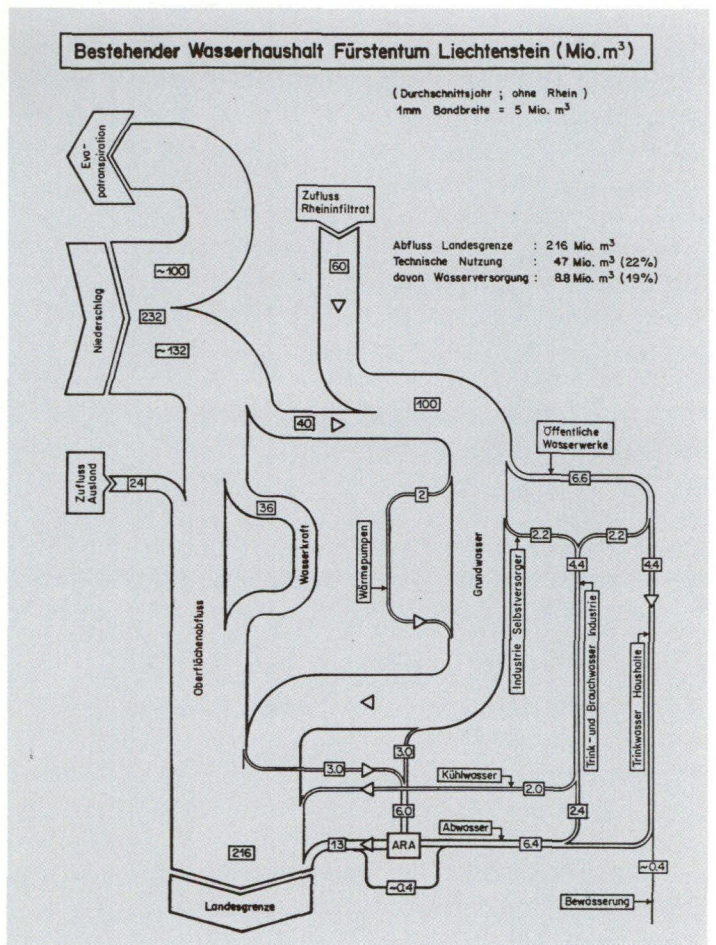 Bestehender Wasserhaushalt Fürstentum Liechtenstein (Mio. m³)
(Durchschnittsjahr ; ohne Rhein)
1mm Bandbreite = 5 Mio. m³
Eva-
potranspiration
Zufluss
Rheininfiltrat
Abfluss Landesgrenze : 216 Mio. m³
Technische Nutzung : 47 Mio. m³ (22%)
davon Wasserversorgung : 8.8 Mio. m³ (19%)
60
~100
Niederschlag
232
~132
100
40
Öffentliche
Wasserwerke
Zufluss
Ausland
24
6.6
2
36
Wasserkraft
Wärmepumpen
Grundwasser
2.2
2.2
4.4
4.4
Industrie Selbstversorger
Trink- und Brauchwasser Industrie
Trinkwasser Haushalte
Oberflächenabfluss
3.0
3.0
Kühlwasser
2.0
6.0
2.4
Abwasser
216
13
ARA
6.4
~0.4
~0.4
Landesgrenze
Bewässerung